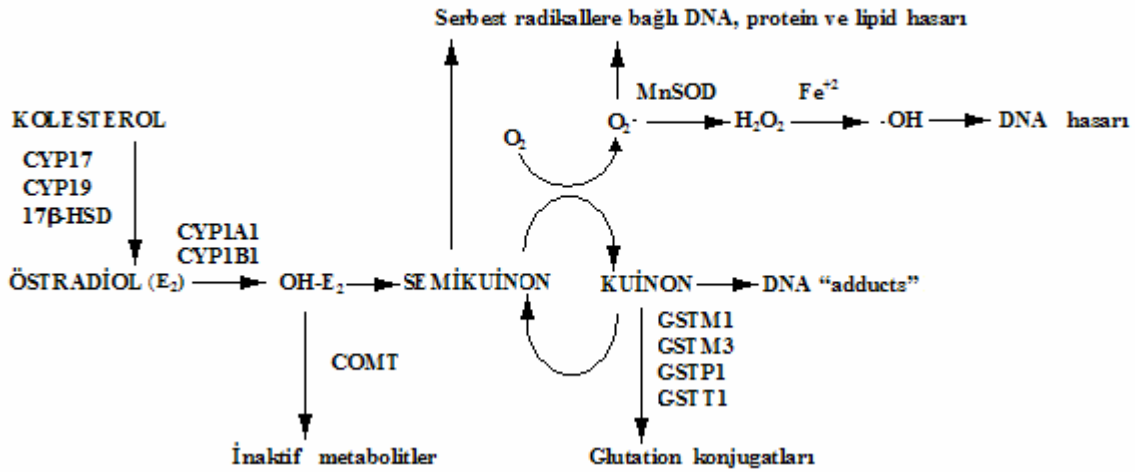 Serbest radikallere bağlı DNA, protein ve lipid hasarı
MnSOD Fe⁺²
KOLESTEROL O₂ O₂·⁻ H₂O₂ ·OH DNA hasarı
CYP17
CYP19
17β-HSD
CYP1A1
CYP1B1
ÖSTRADİOL (E₂) OH-E₂ SEMİKUİNON KUİNON DNA “adducts”
GSTM1
GSTM3
GSTP1
GSTT1
COMT
İnaktif metabolitler Glutation konjugatları